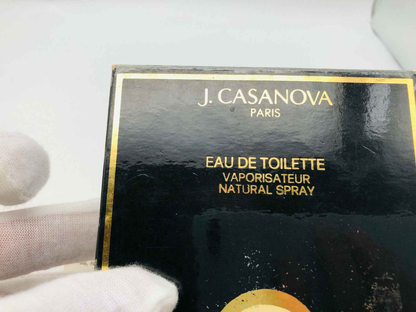 J. CASANOVA
PARIS
EAU DE TOILETTE
VAPORISATEUR
NATURAL SPRAY